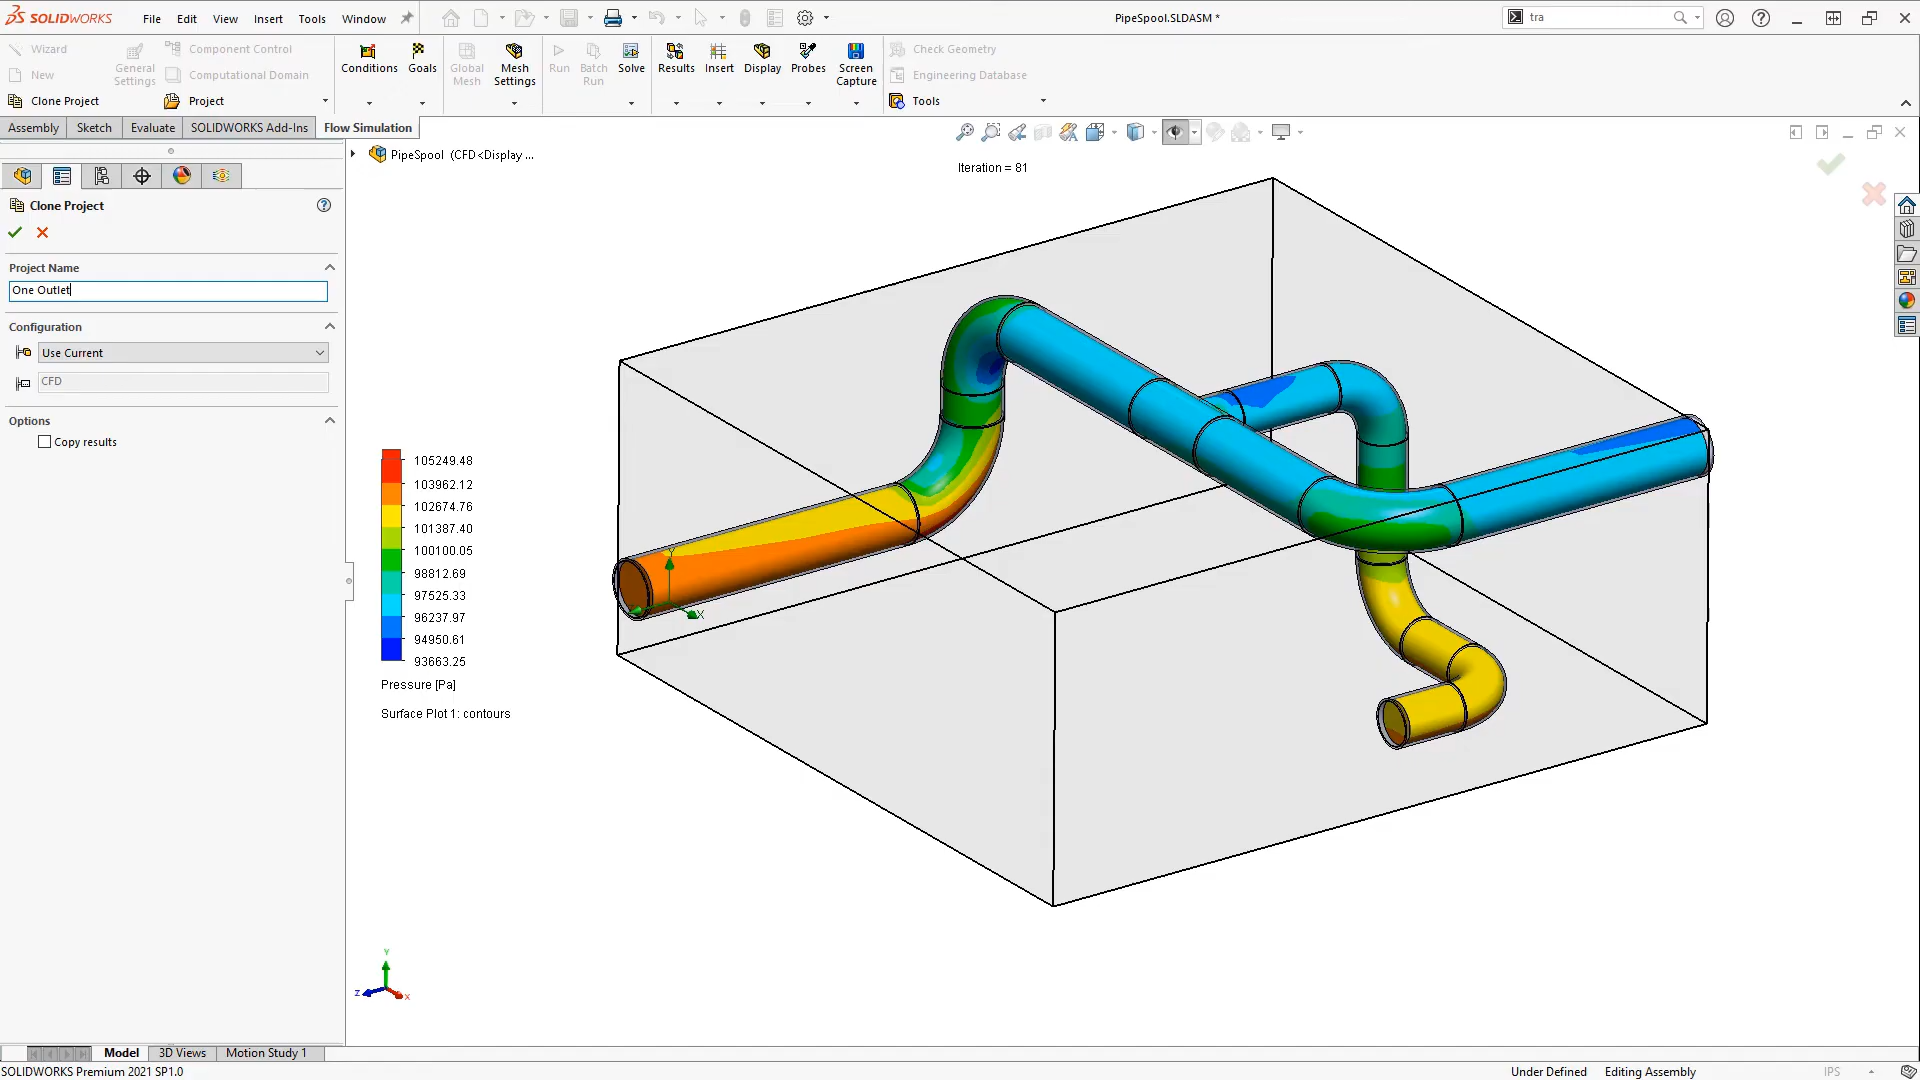 SOLIDWORKS File Edit View Insert Tools Window PipeSpool.SLDASM * tra
Wizard
New
Clone Project
General Settings
Component Control
Computational Domain
Project
Conditions
Goals
Global Mesh
Mesh Settings
Run
Batch Run
Solve
Results
Insert
Display
Probes
Screen Capture
Check Geometry
Engineering Database
Tools
Assembly Sketch Evaluate SOLIDWORKS Add-Ins Flow Simulation
PipeSpool (CFD<Display ...
Iteration = 81
Clone Project
Project Name
One Outlet
Configuration
Use Current
CFD
Options
Copy results
105249.48
103962.12
102674.76
101387.40
100100.05
98812.69
97525.33
96237.97
94950.61
93663.25
Pressure [Pa]
Surface Plot 1: contours
Y
X
Y
Z
X
Model 3D Views Motion Study 1
SOLIDWORKS Premium 2021 SP1.0 Under Defined Editing Assembly IPS